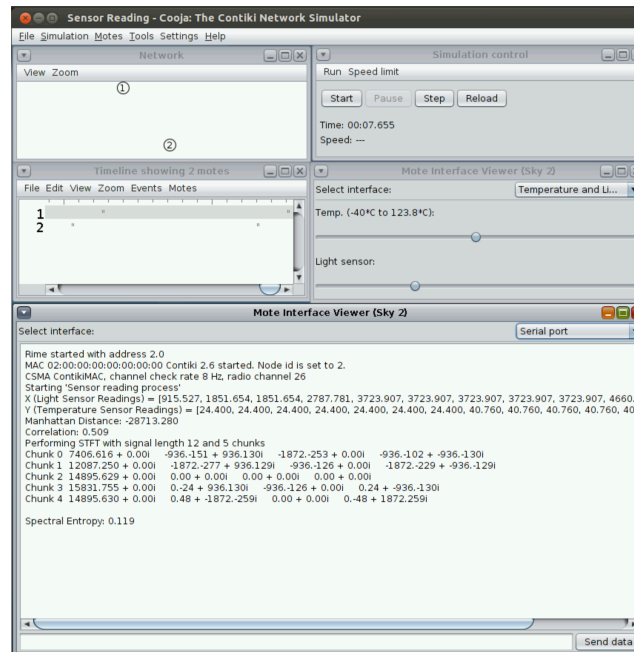 Sensor Reading - Cooja: The Contiki Network Simulator
File Simulation Motes Tools Settings Help
Network
View Zoom
1
2
Simulation control
Run Speed limit
Start Pause Step Reload
Time: 00:07.655
Speed: ---
Timeline showing 2 motes
File Edit View Zoom Events Motes
1
2
Mote Interface Viewer (Sky 2)
Select interface: Temperature and Li...
Temp. (-40*C to 123.8*C):
Light sensor:
Mote Interface Viewer (Sky 2)
Select interface: Serial port
Rime started with address 2.0
MAC 02:00:00:00:00:00:00:00 Contiki 2.6 started. Node id is set to 2.
CSMA ContikiMAC, channel check rate 8 Hz, radio channel 26
Starting 'Sensor reading process'
X (Light Sensor Readings) = [915.527, 1851.654, 1851.654, 2787.781, 3723.907, 3723.907, 3723.907, 3723.907, 3723.907, 4660.
Y (Temperature Sensor Readings) = [24.400, 24.400, 24.400, 24.400, 24.400, 24.400, 24.400, 40.760, 40.760, 40.760, 40.760, 40
Manhattan Distance: -28713.280
Correlation: 0.509
Performing STFT with signal length 12 and 5 chunks
Chunk 0 7406.616 + 0.00i -936.-151 + 936.130i -1872.-253 + 0.00i -936.-102 + -936.-130i
Chunk 1 12087.250 + 0.00i -1872.-277 + 936.129i -936.-126 + 0.00i -1872.-229 + -936.-129i
Chunk 2 14895.629 + 0.00i 0.00 + 0.00i 0.00 + 0.00i 0.00 + 0.00i
Chunk 3 15831.755 + 0.00i 0.-24 + 936.130i -936.-126 + 0.00i 0.24 + -936.-130i
Chunk 4 14895.630 + 0.00i 0.48 + -1872.-259i 0.00 + 0.00i 0.-48 + 1872.259i
Spectral Entropy: 0.119
Send data